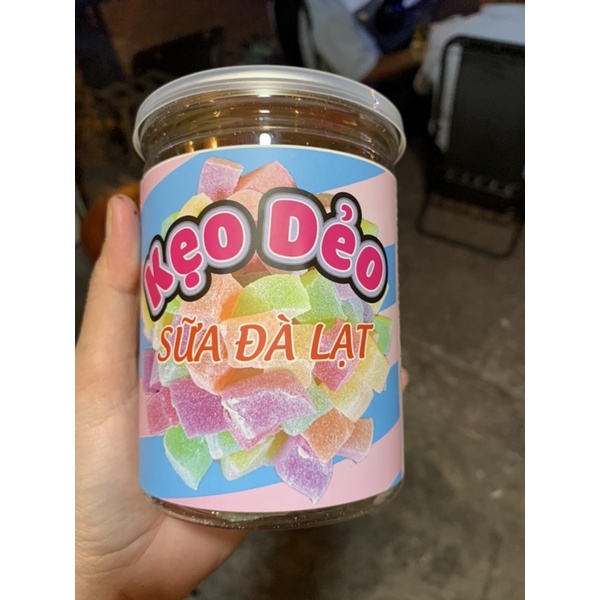 Kẹo Dẻo
SỮA ĐÀ LẠT